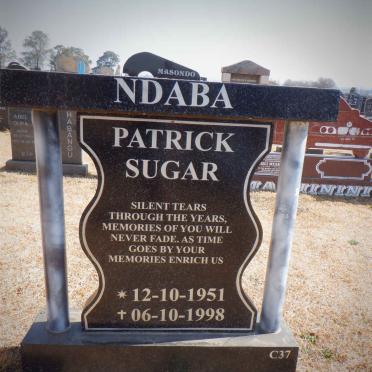 MASONDO
NDABA
PATRICK
SUGAR
SILENT TEARS
THROUGH THE YEARS,
MEMORIES OF YOU WILL
NEVER FADE. AS TIME
GOES BY YOUR
MEMORIES ENRICH US
* 12-10-1951
✝ 06-10-1998
C37